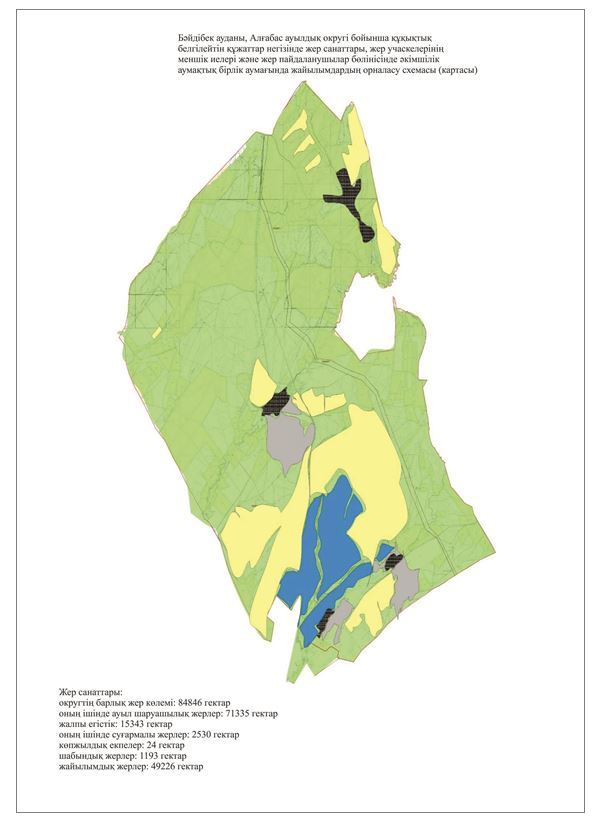 Бәйдібек ауданы, Алғабас ауылдық округі бойынша құқықтық
белгілейтін құжаттар негізінде жер санаттары, жер учаскелерінің
меншік иелері және жер пайдаланушылар бөлінісінде әкімшілік
аумақтық бірлік аумағында жайылымдардың орналасу схемасы (картасы)
Жер санаттары:
округтің барлық жер көлемі: 84846 гектар
оның ішінде ауыл шаруашылық жерлер: 71335 гектар
жалпы егістік: 15343 гектар
оның ішінде суғармалы жерлер: 2530 гектар
көпжылдық екпелер: 24 гектар
шабындық жерлер: 1193 гектар
жайылымдық жерлер: 49226 гектар